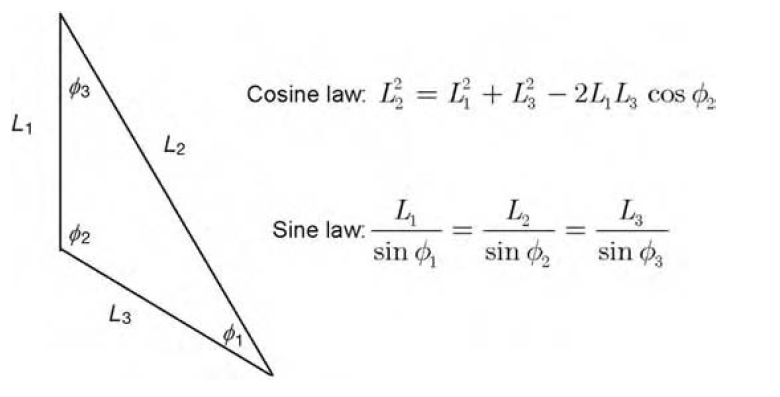 ϕ₃
Cosine law: L₂² = L₁² + L₃² − 2L₁L₃ cos ϕ₂
L₁
L₂
Sine law: L₁/sin ϕ₁ = L₂/sin ϕ₂ = L₃/sin ϕ₃
ϕ₂
L₃
ϕ₁